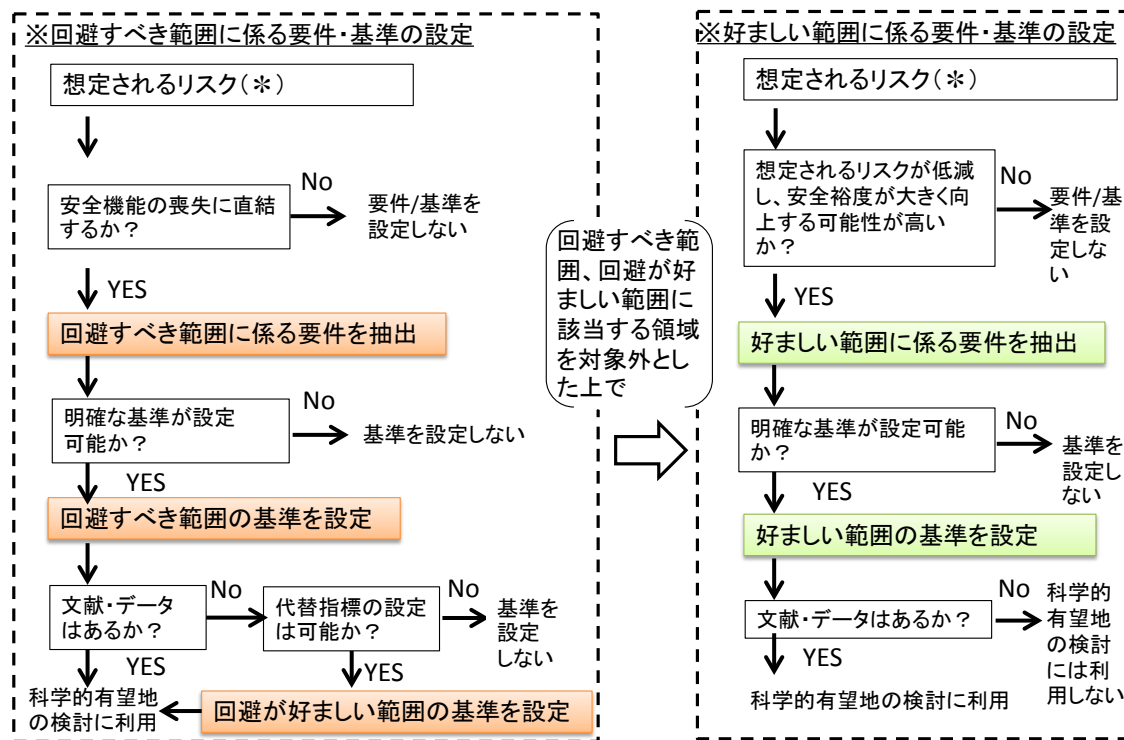 ※回避すべき範囲に係る要件・基準の設定
想定されるリスク（＊）
安全機能の喪失に直結
するか？
No
要件/基準を
設定しない
YES
回避すべき範囲に係る要件を抽出
明確な基準が設定
可能か？
No
基準を設定しない
YES
回避すべき範囲の基準を設定
文献・データ
はあるか？
No
代替指標の設定
は可能か？
No
基準を
設定
しない
YES
YES
科学的有望地
の検討に利用
回避が好ましい範囲の基準を設定
回避すべき範
囲、回避が好
ましい範囲に
該当する領域
を対象外とし
た上で
※好ましい範囲に係る要件・基準の設定
想定されるリスク（＊）
想定されるリスクが低減
し、安全裕度が大きく向
上する可能性が高い
か？
No
要件/基
準を設
定しな
い
YES
好ましい範囲に係る要件を抽出
明確な基準が設定可能
か？
No
基準を
設定し
ない
YES
好ましい範囲の基準を設定
文献・データはあるか？
No
科学的
有望地
の検討
には利
用しない
YES
科学的有望地の検討に利用